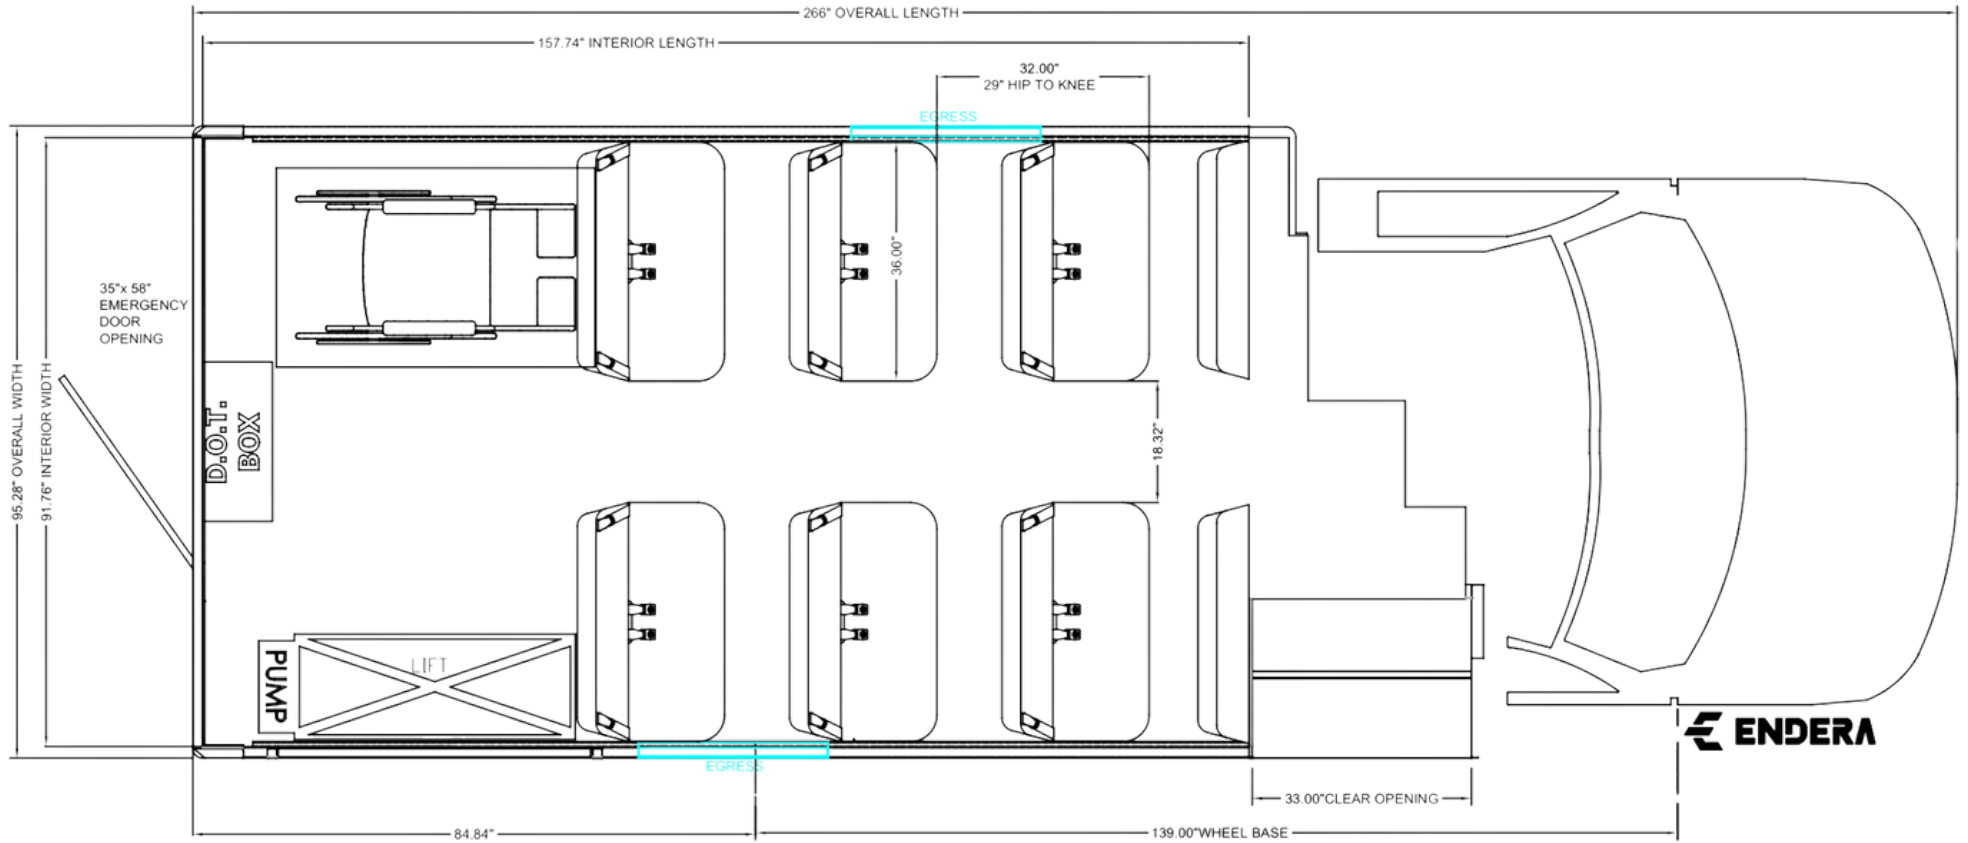 266" OVERALL LENGTH
157.74" INTERIOR LENGTH
32.00"
29" HIP TO KNEE
EGRESS
36.00"
35"x 58"
EMERGENCY
DOOR
OPENING
95.28" OVERALL WIDTH
91.76" INTERIOR WIDTH
D.O.T.
BOX
18.32"
LIFT
PUMP
ENDERA
EGRESS
33.00"CLEAR OPENING
84.84"
139.00"WHEEL BASE